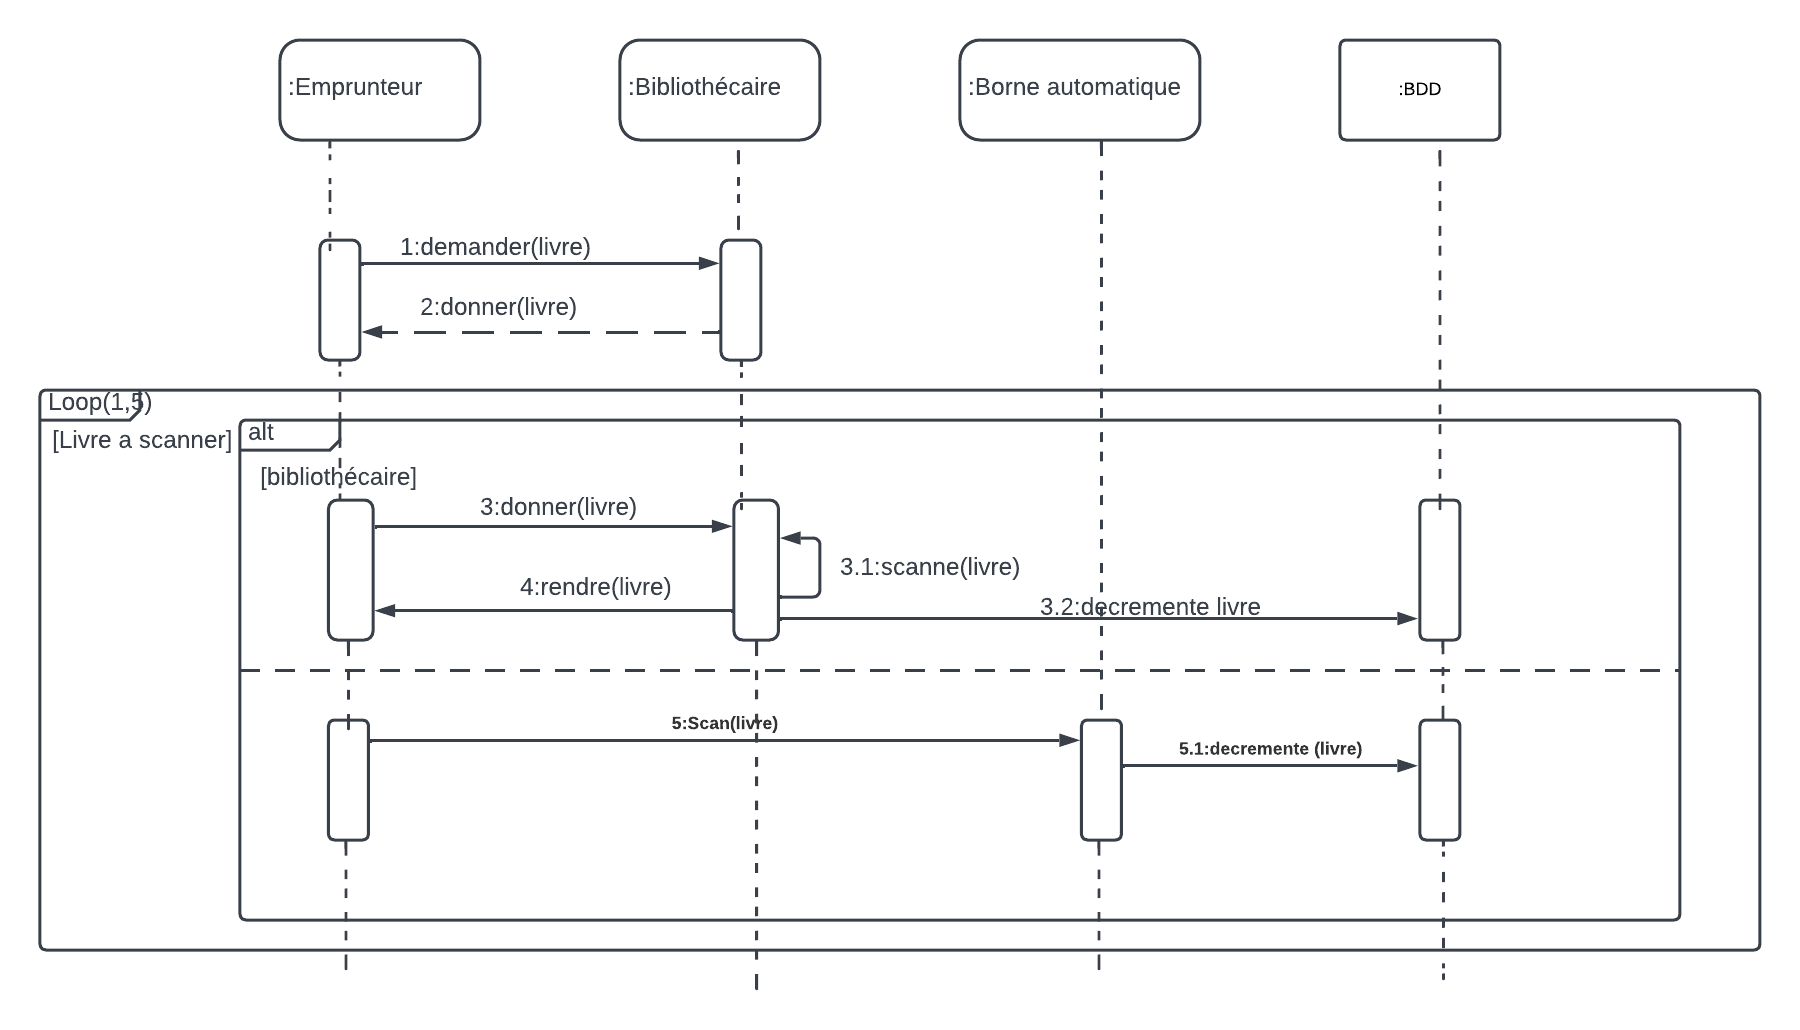 :Emprunteur
:Bibliothécaire
:Borne automatique
:BDD
1:demander(livre)
2:donner(livre)
Loop(1,5)
[Livre a scanner]
alt
[bibliothécaire]
3:donner(livre)
3.1:scanne(livre)
4:rendre(livre)
3.2:decremente livre
5:Scan(livre)
5.1:decremente (livre)